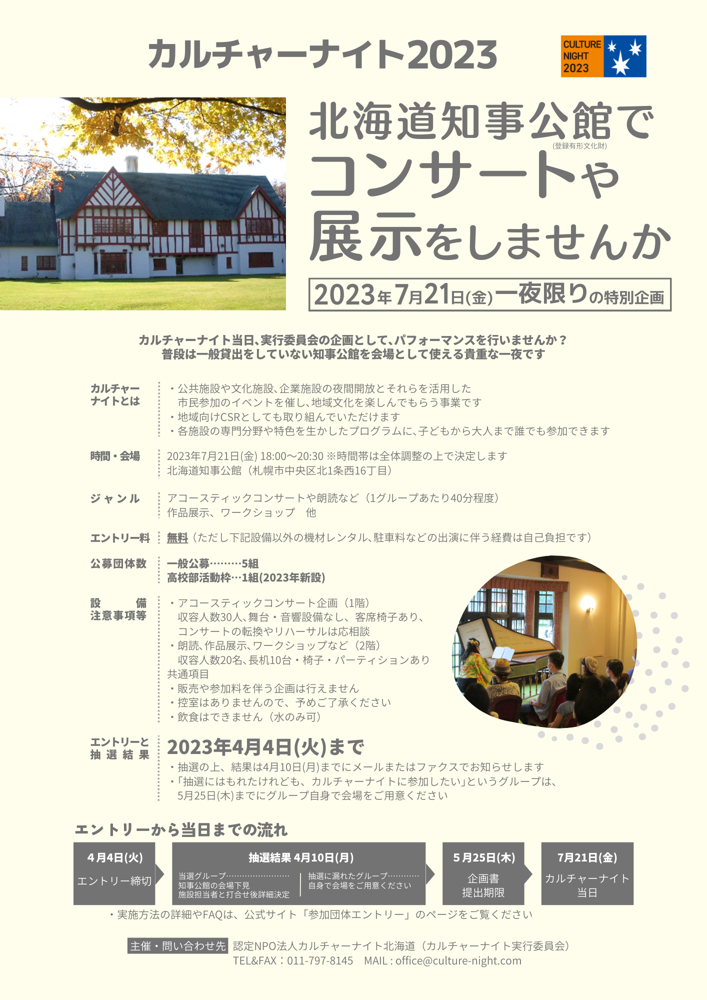 カルチャーナイト2023
CULTURE
NIGHT
2023
北海道知事公館で
(登録有形文化財)
コンサートや
展示をしませんか
2023年7月21日(金)一夜限りの特別企画
カルチャーナイト当日、実行委員会の企画として、パフォーマンスを行いませんか？
普段は一般貸出をしていない知事公館を会場として使える貴重な一夜です
カルチャー
ナイトとは
・公共施設や文化施設、企業施設の夜間開放とそれらを活用した
市民参加のイベントを催し、地域文化を楽しんでもらう事業です
・地域向けCSRとしても取り組んでいただけます
・各施設の専門分野や特色を生かしたプログラムに、子どもから大人まで誰でも参加できます
時間・会場
2023年7月21日(金) 18:00〜20:30 ※時間帯は全体調整の上で決定します
北海道知事公館（札幌市中央区北1条西16丁目）
ジャンル
アコースティックコンサートや朗読など（1グループあたり40分程度）
作品展示、ワークショップ　他
エントリー料
無料（ただし下記設備以外の機材レンタル、駐車料などの出演に伴う経費は自己負担です）
公募団体数
一般公募………5組
高校部活動枠…1組(2023年新設)
設　備
注意事項等
・アコースティックコンサート企画（1階）
収容人数30人、舞台・音響設備なし、客席椅子あり、
コンサートの転換やリハーサルは応相談
・朗読、作品展示、ワークショップなど（2階）
収容人数20名、長机10台・椅子・パーティションあり
共通項目
・販売や参加料を伴う企画は行えません
・控室はありませんので、予めご了承ください
・飲食はできません（水のみ可）
エントリーと
抽選結果
2023年4月4日(火)まで
・抽選の上、結果は4月10日(月)までにメールまたはファクスでお知らせします
・「抽選にはもれたけれども、カルチャーナイトに参加したい」というグループは、
5月25日(木)までにグループ自身で会場をご用意ください
エントリーから当日までの流れ
４月4日(火)
エントリー締切
抽選結果 4月10日(月)
当選グループ……………………
知事公館の会場下見
施設担当者と打合せ後詳細決定
抽選に漏れたグループ…………
自身で会場をご用意ください
５月25日(木)
企画書
提出期限
7月21日(金)
カルチャーナイト
当日
・実施方法の詳細やFAQは、公式サイト「参加団体エントリー」のページをご覧ください
主催・問い合わせ先
認定NPO法人カルチャーナイト北海道（カルチャーナイト実行委員会）
TEL&FAX：011-797-8145　MAIL : office@culture-night.com